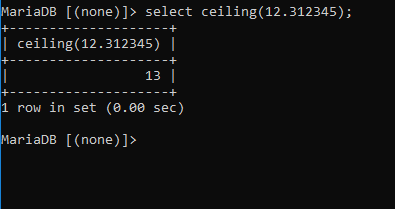 MariaDB [(none)]> select ceiling(12.312345);
+--------------------+
| ceiling(12.312345) |
+--------------------+
|                 13 |
+--------------------+
1 row in set (0.00 sec)
MariaDB [(none)]>